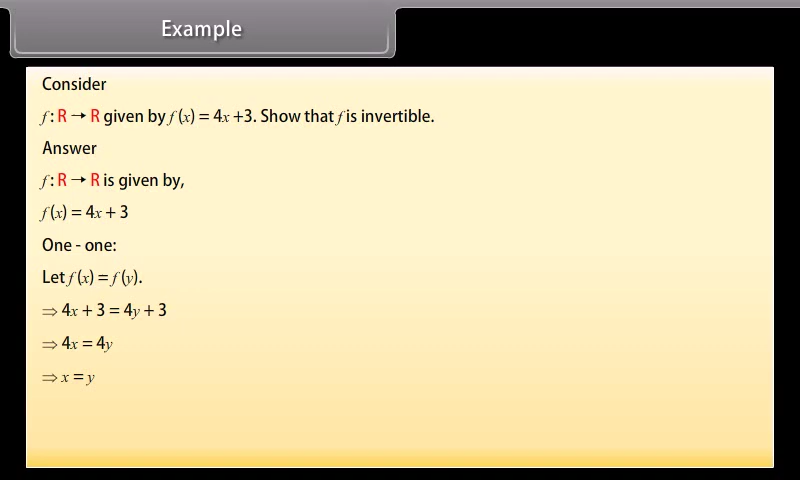 Example
Consider
f : R → R given by f (x) = 4x +3. Show that f is invertible.
Answer
f : R → R is given by,
f (x) = 4x + 3
One - one:
Let f (x) = f (y).
⇒ 4x + 3 = 4y + 3
⇒ 4x = 4y
⇒ x = y